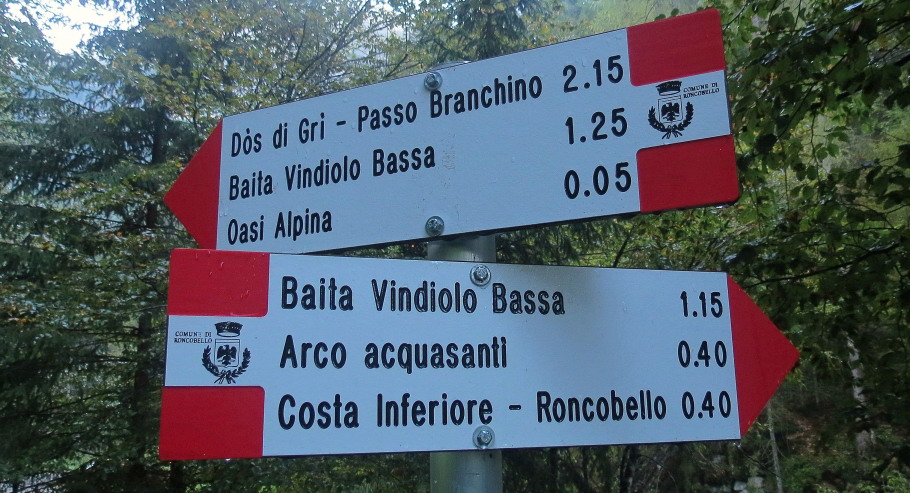 Dòs di Gri - Passo Branchino 2.15
Baita Vindiolo Bassa 1.25
Oasi Alpina 0.05
COMUNE DI
RONCOBELLO
Baita Vindiolo Bassa 1.15
Arco acquasanti 0.40
Costa Inferiore - Roncobello 0.40
COMUNE DI
RONCOBELLO